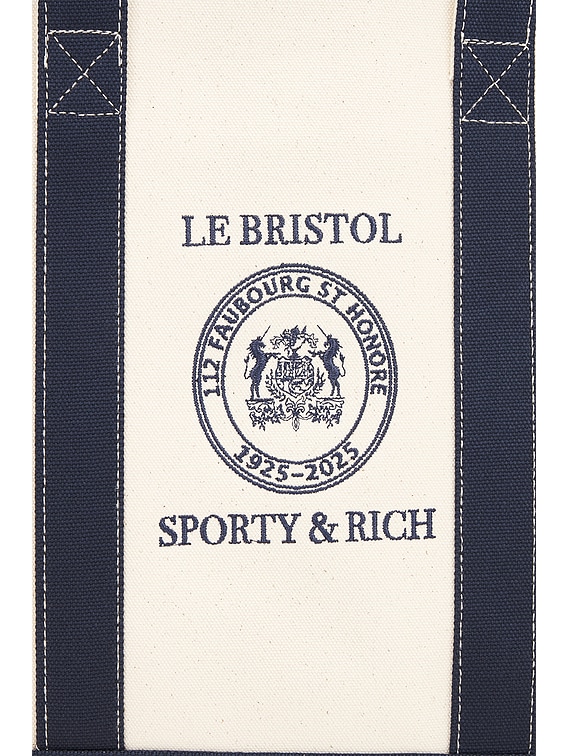 LE BRISTOL
112 FAUBOURG ST HONORE
1925-2025
SPORTY & RICH